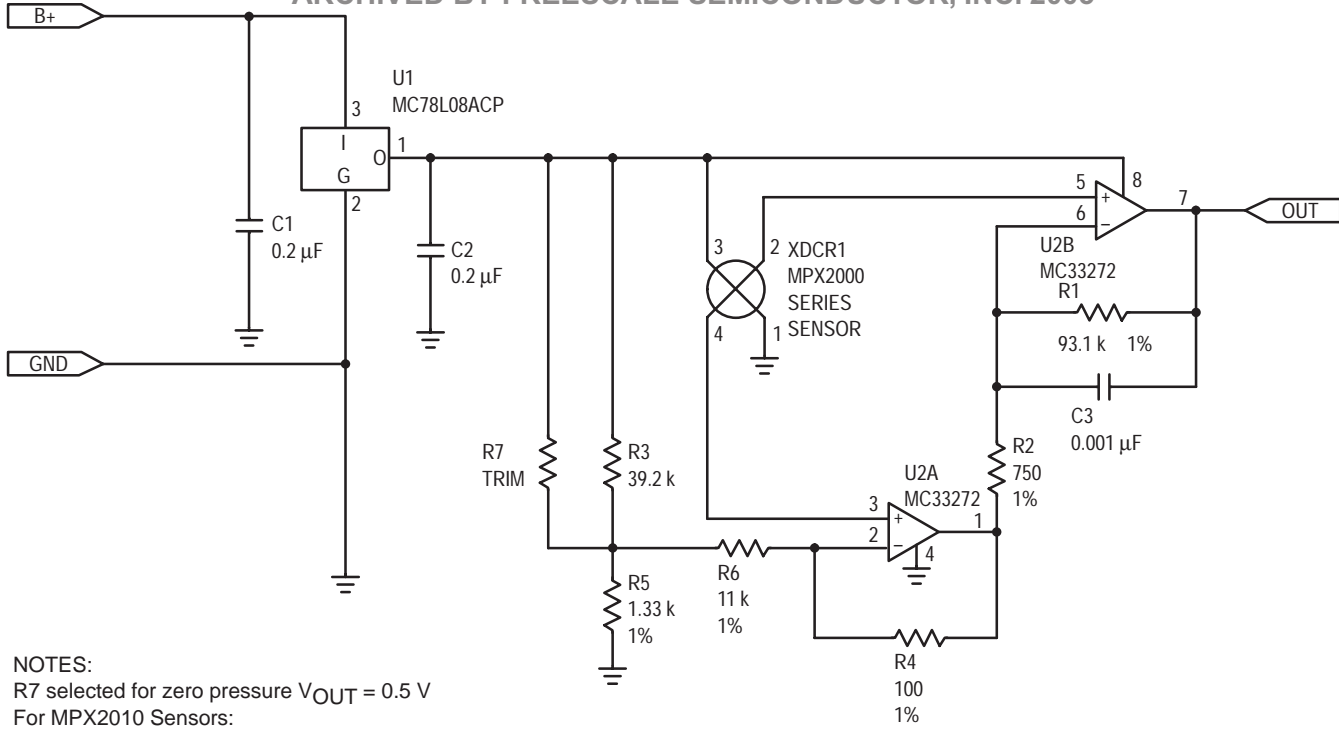 ARCHIVED BY FREESCALE SEMICONDUCTOR, INC. 2005
B+
U1
MC78L08ACP
3
I
O
1
G
2
C1
0.2 µF
C2
0.2 µF
GND
3
2
XDCR1
MPX2000
SERIES
SENSOR
4
1
5
+
8
6
−
7
OUT
U2B
MC33272
R1
93.1 k 1%
C3
0.001 µF
R2
750
1%
R7
TRIM
R3
39.2 k
U2A
MC33272
3
+
2
−
1
4
R6
11 k
1%
R5
1.33 k
1%
R4
100
1%
NOTES:
R7 selected for zero pressure VOUT = 0.5 V
For MPX2010 Sensors: